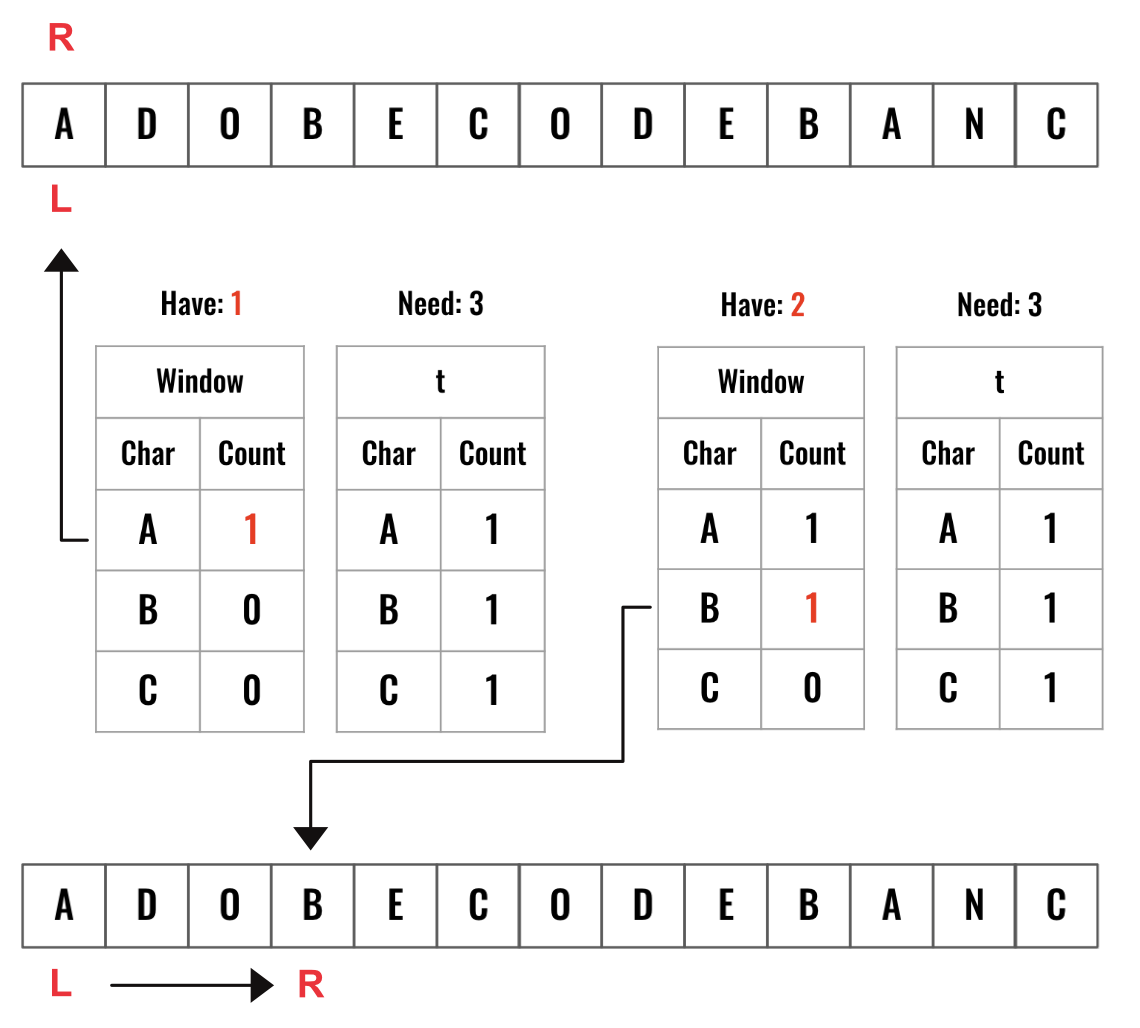 R
A D O B E C O D E B A N C
L
Have: 1 Need: 3 Have: 2 Need: 3
Window t Window t
Char Count Char Count Char Count Char Count
A 1 A 1 A 1 A 1
B 0 B 1 B 1 B 1
C 0 C 1 C 0 C 1
A D O B E C O D E B A N C
L R